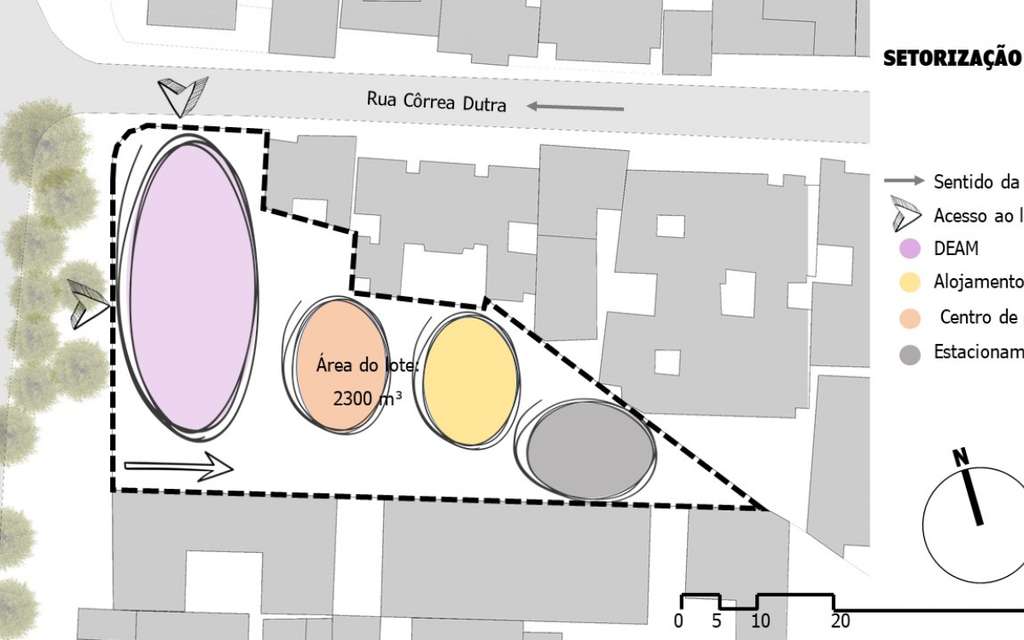 SETORIZAÇÃO
Rua Côrrea Dutra
Sentido da
Acesso ao l
DEAM
Alojamento
Centro de
Estacionam
Área do lote:
2300 m³
N
0 5 10 20